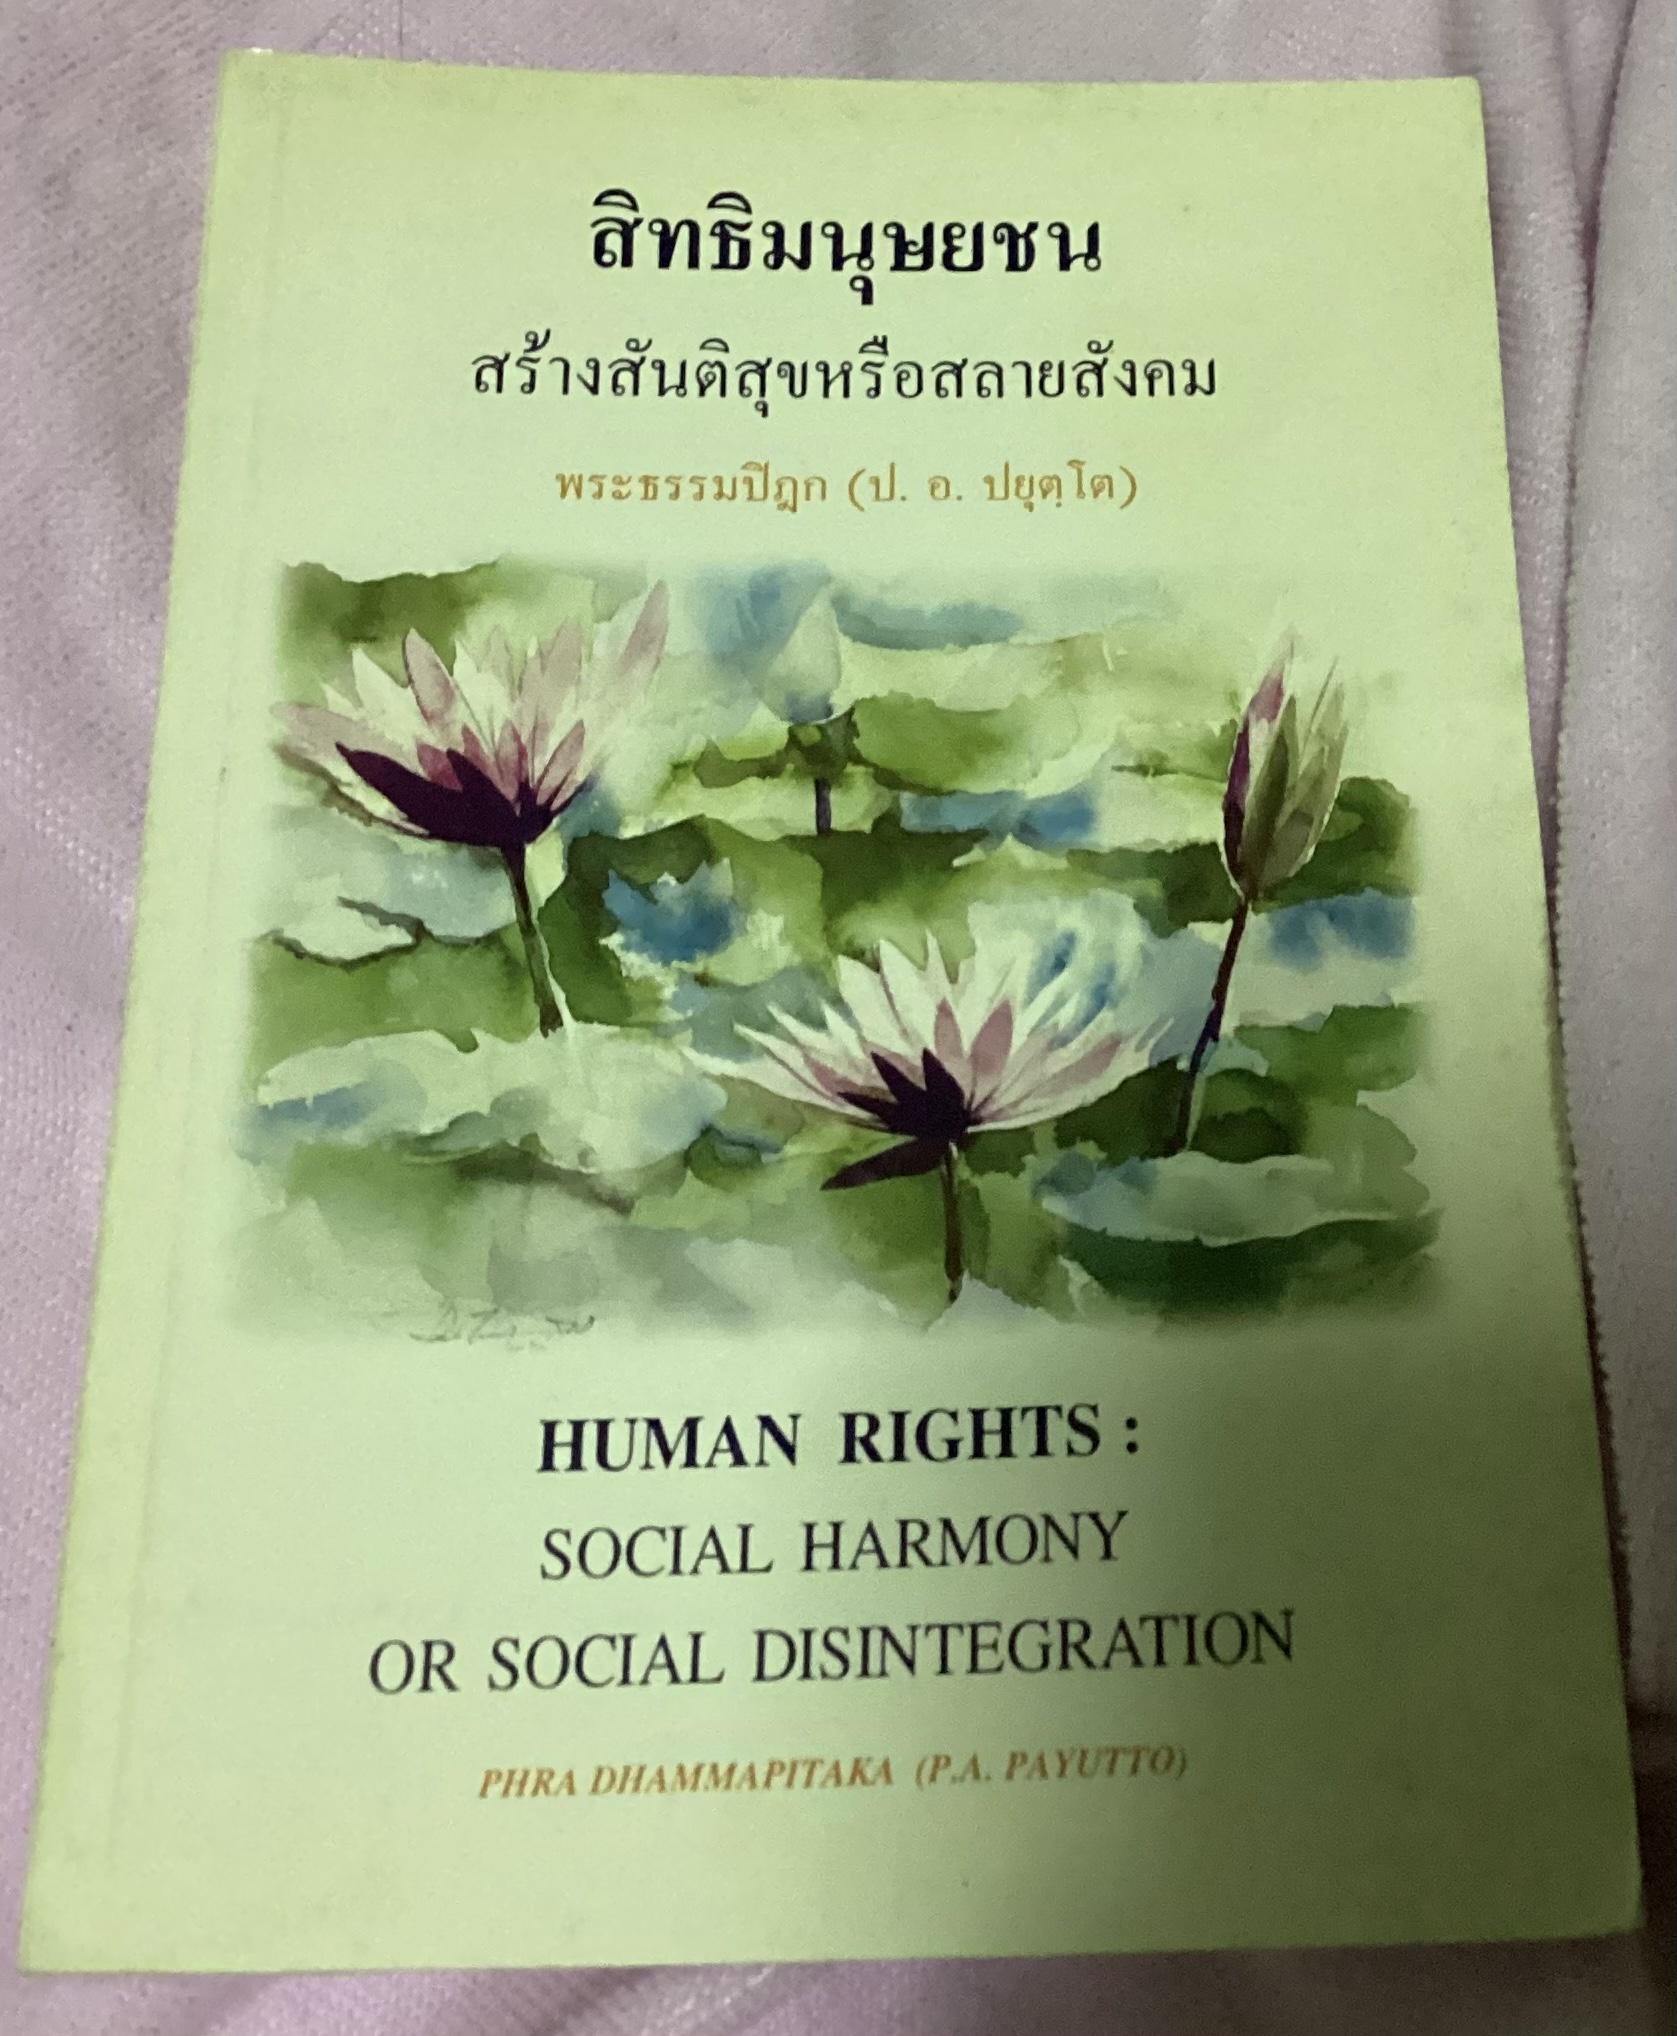 สิทธิมนุษยชน
สร้างสันติสุขหรือสลายสังคม
พระธรรมปิฎก (ป. อ. ปยุตฺโต)
HUMAN RIGHTS :
SOCIAL HARMONY
OR SOCIAL DISINTEGRATION
PHRA DHAMMAPITAKA (P.A. PAYUTTO)